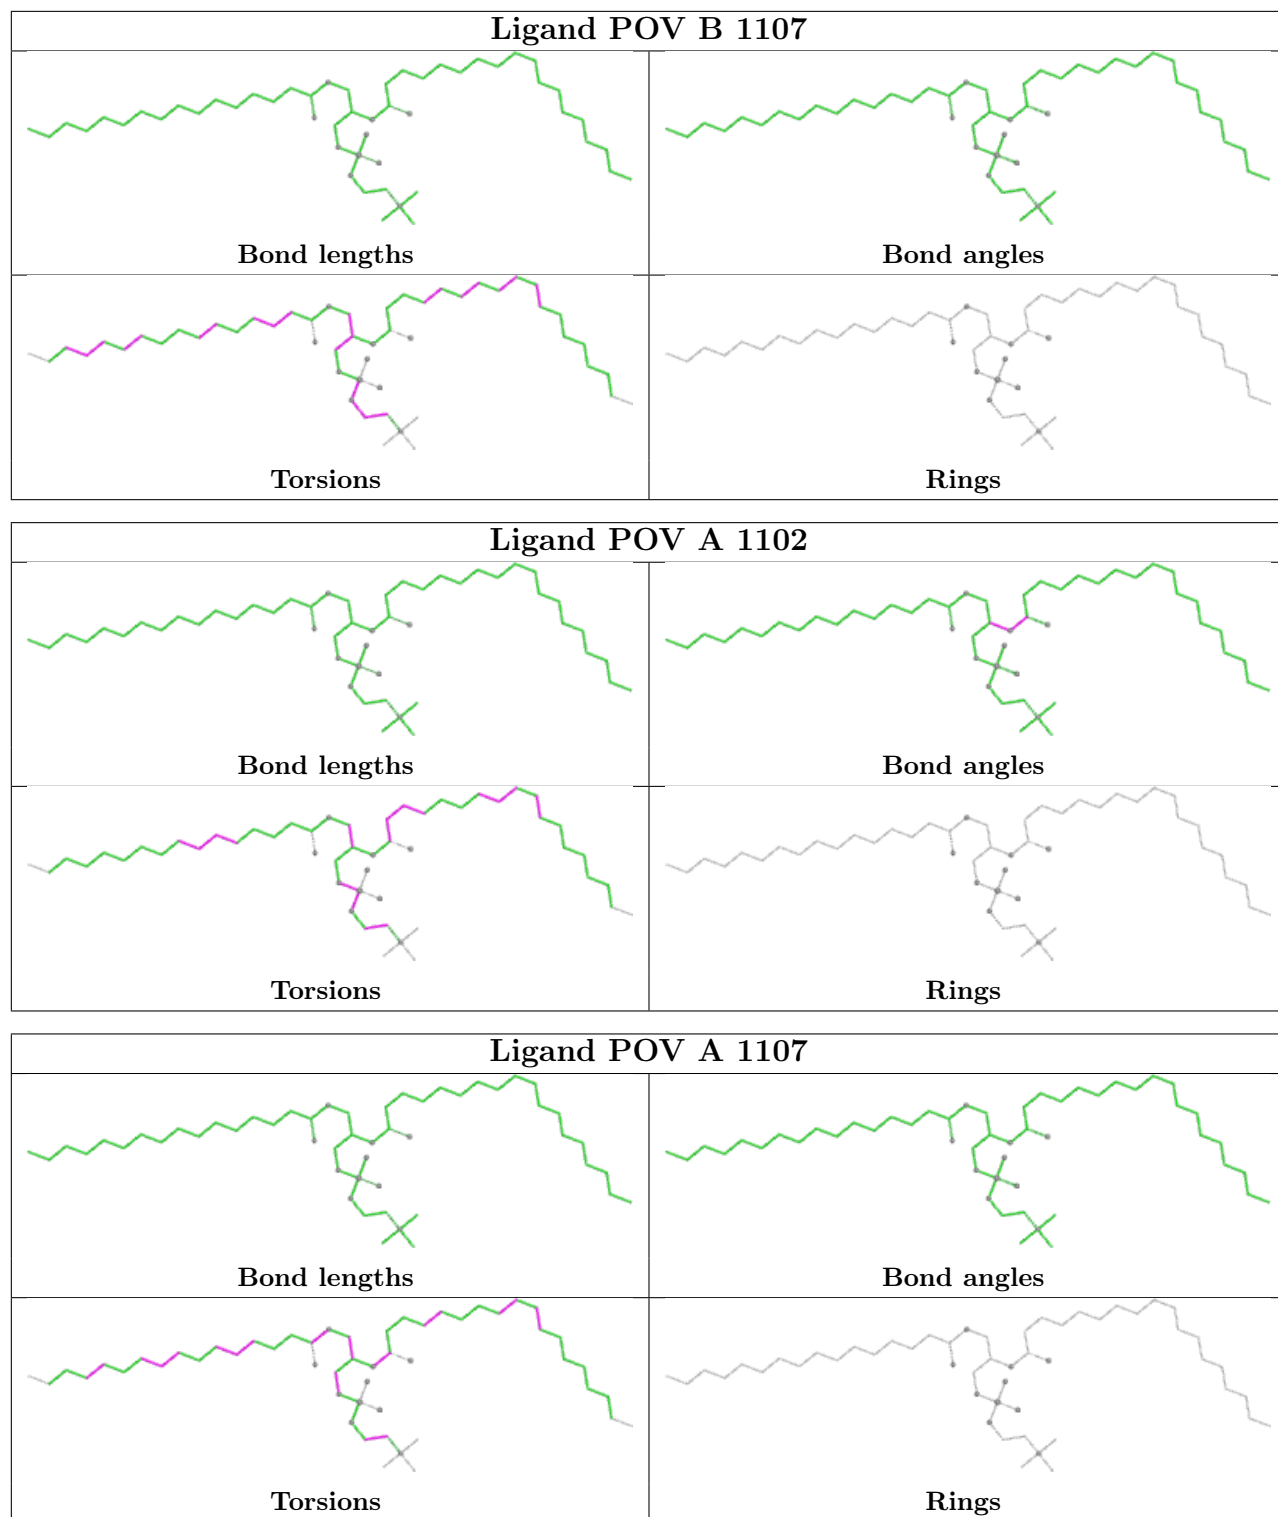 Ligand POV B 1107
Bond lengths
Bond angles
Torsions
Rings
Ligand POV A 1102
Bond lengths
Bond angles
Torsions
Rings
Ligand POV A 1107
Bond lengths
Bond angles
Torsions
Rings